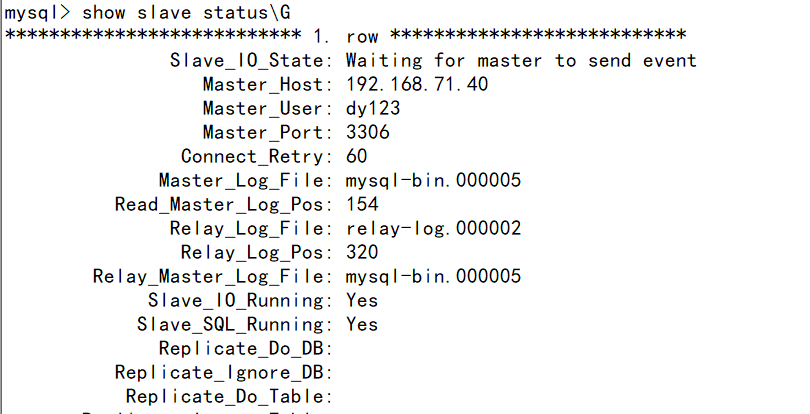 mysql> show slave status\G
*************************** 1. row ***************************
Slave_IO_State: Waiting for master to send event
Master_Host: 192.168.71.40
Master_User: dy123
Master_Port: 3306
Connect_Retry: 60
Master_Log_File: mysql-bin.000005
Read_Master_Log_Pos: 154
Relay_Log_File: relay-log.000002
Relay_Log_Pos: 320
Relay_Master_Log_File: mysql-bin.000005
Slave_IO_Running: Yes
Slave_SQL_Running: Yes
Replicate_Do_DB:
Replicate_Ignore_DB:
Replicate_Do_Table: